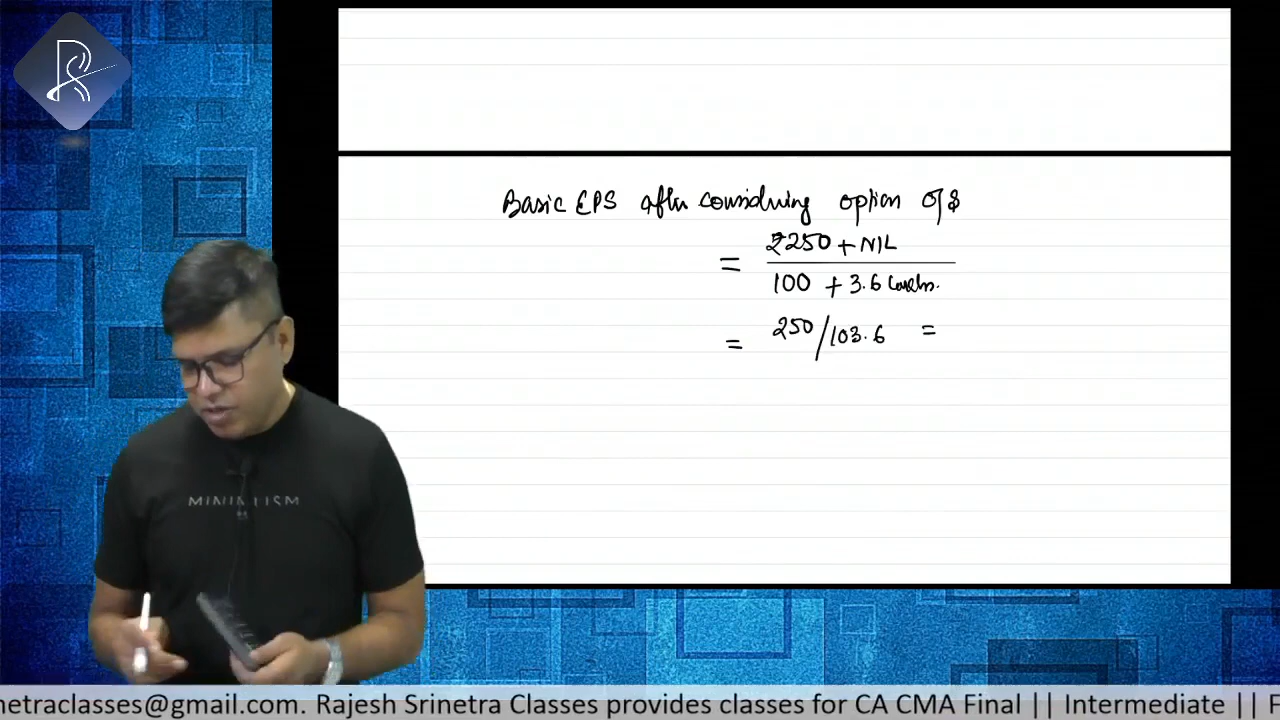 RS
Basic EPS after considering option of $
= ₹250 + NIL
100 + 3.6 Lakhs.
= 250/103.6 =
MINIMALISM
netraclasses@gmail.com. Rajesh Srinetra Classes provides classes for CA CMA Final || Intermediate || F